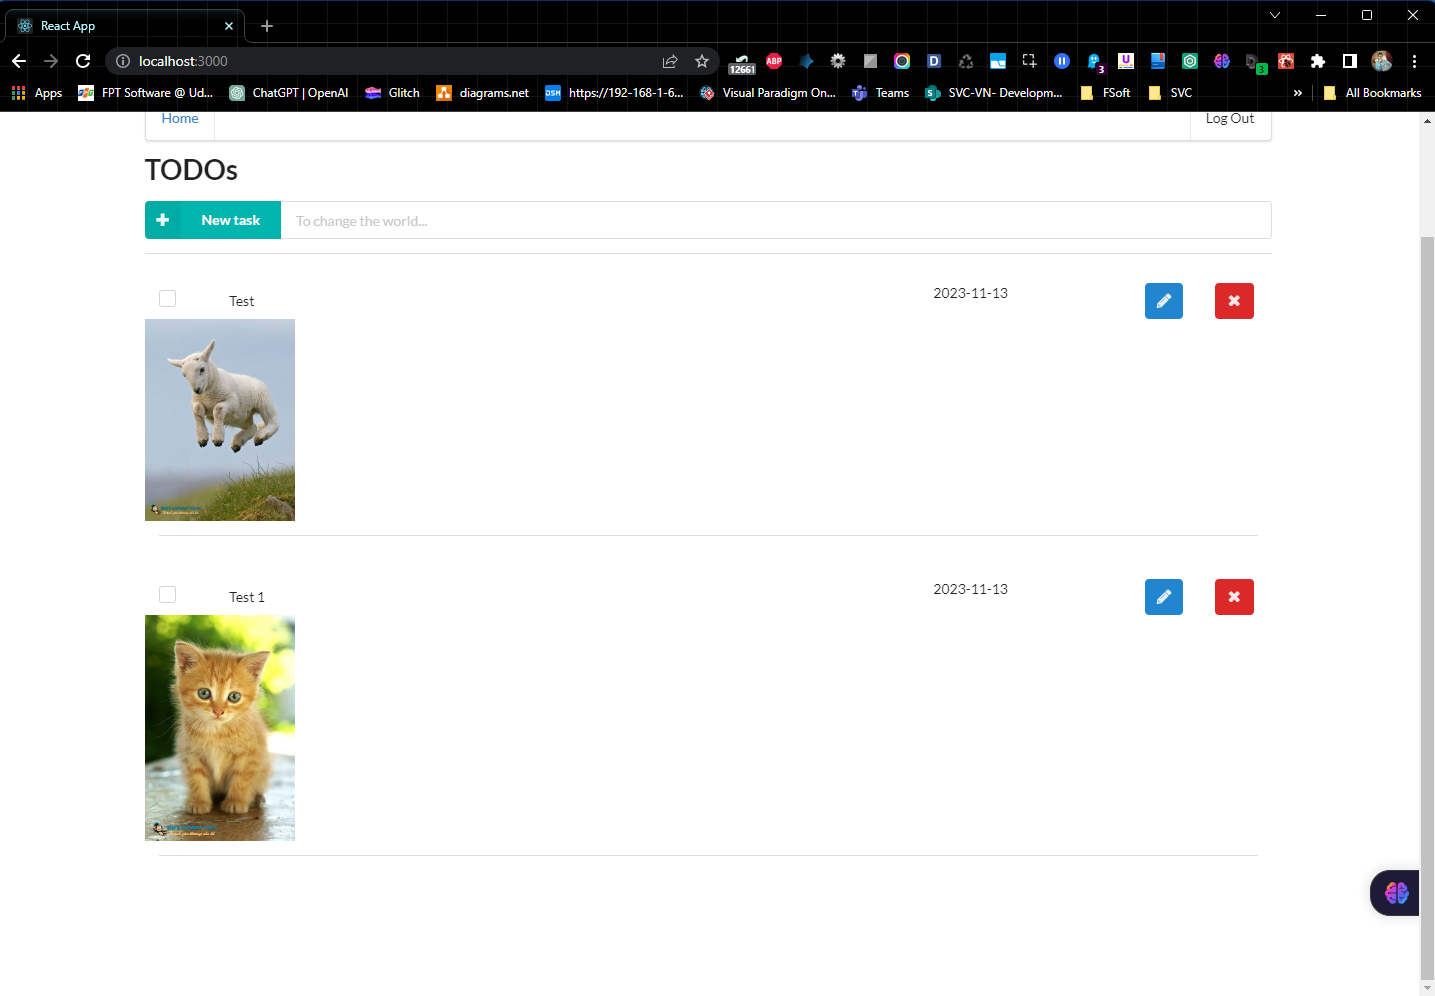 React App
localhost:3000
12661
ABP
D
U
3
3
Apps
FPT Software @ Ud...
ChatGPT | OpenAI
Glitch
diagrams.net
https://192-168-1-6...
Visual Paradigm On...
Teams
SVC-VN- Developm...
FSoft
SVC
»
All Bookmarks
Home
Log Out
TODOs
New task
To change the world...
Test
2023-11-13
Test 1
2023-11-13